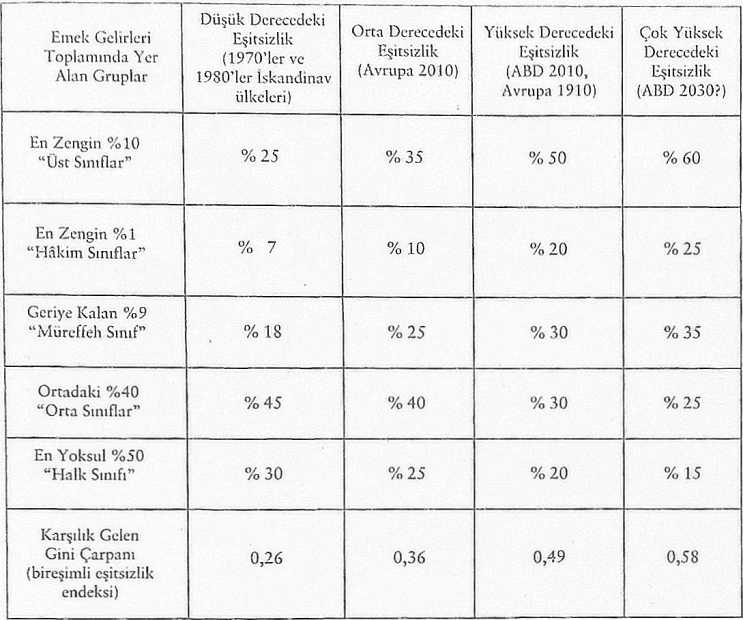 Emek Gelirleri
Toplamında Yer
Alan Gruplar
Düşük Derecedeki
Eşitsizlik
(1970'ler ve
1980'ler İskandinav
ülkeleri)
Orta Derecedeki
Eşitsizlik
(Avrupa 2010)
Yüksek Derecedeki
Eşitsizlik
(ABD 2010,
Avrupa 1910)
Çok Yüksek
Derecedeki
Eşitsizlik
(ABD 2030?)
En Zengin %10
"Üst Sınıflar"
% 25
% 35
% 50
% 60
En Zengin %1
"Hâkim Sınıflar"
% 7
% 10
% 20
% 25
Geriye Kalan %9
"Müreffeh Sınıf"
% 18
% 25
% 30
% 35
Ortadaki %40
"Orta Sınıflar"
% 45
% 40
% 30
% 25
En Yoksul %50
"Halk Sınıfı"
% 30
% 25
% 20
% 15
Karşılık Gelen
Gini Çarpanı
(bireşimli eşitsizlik
endeksi)
0,26
0,36
0,49
0,58